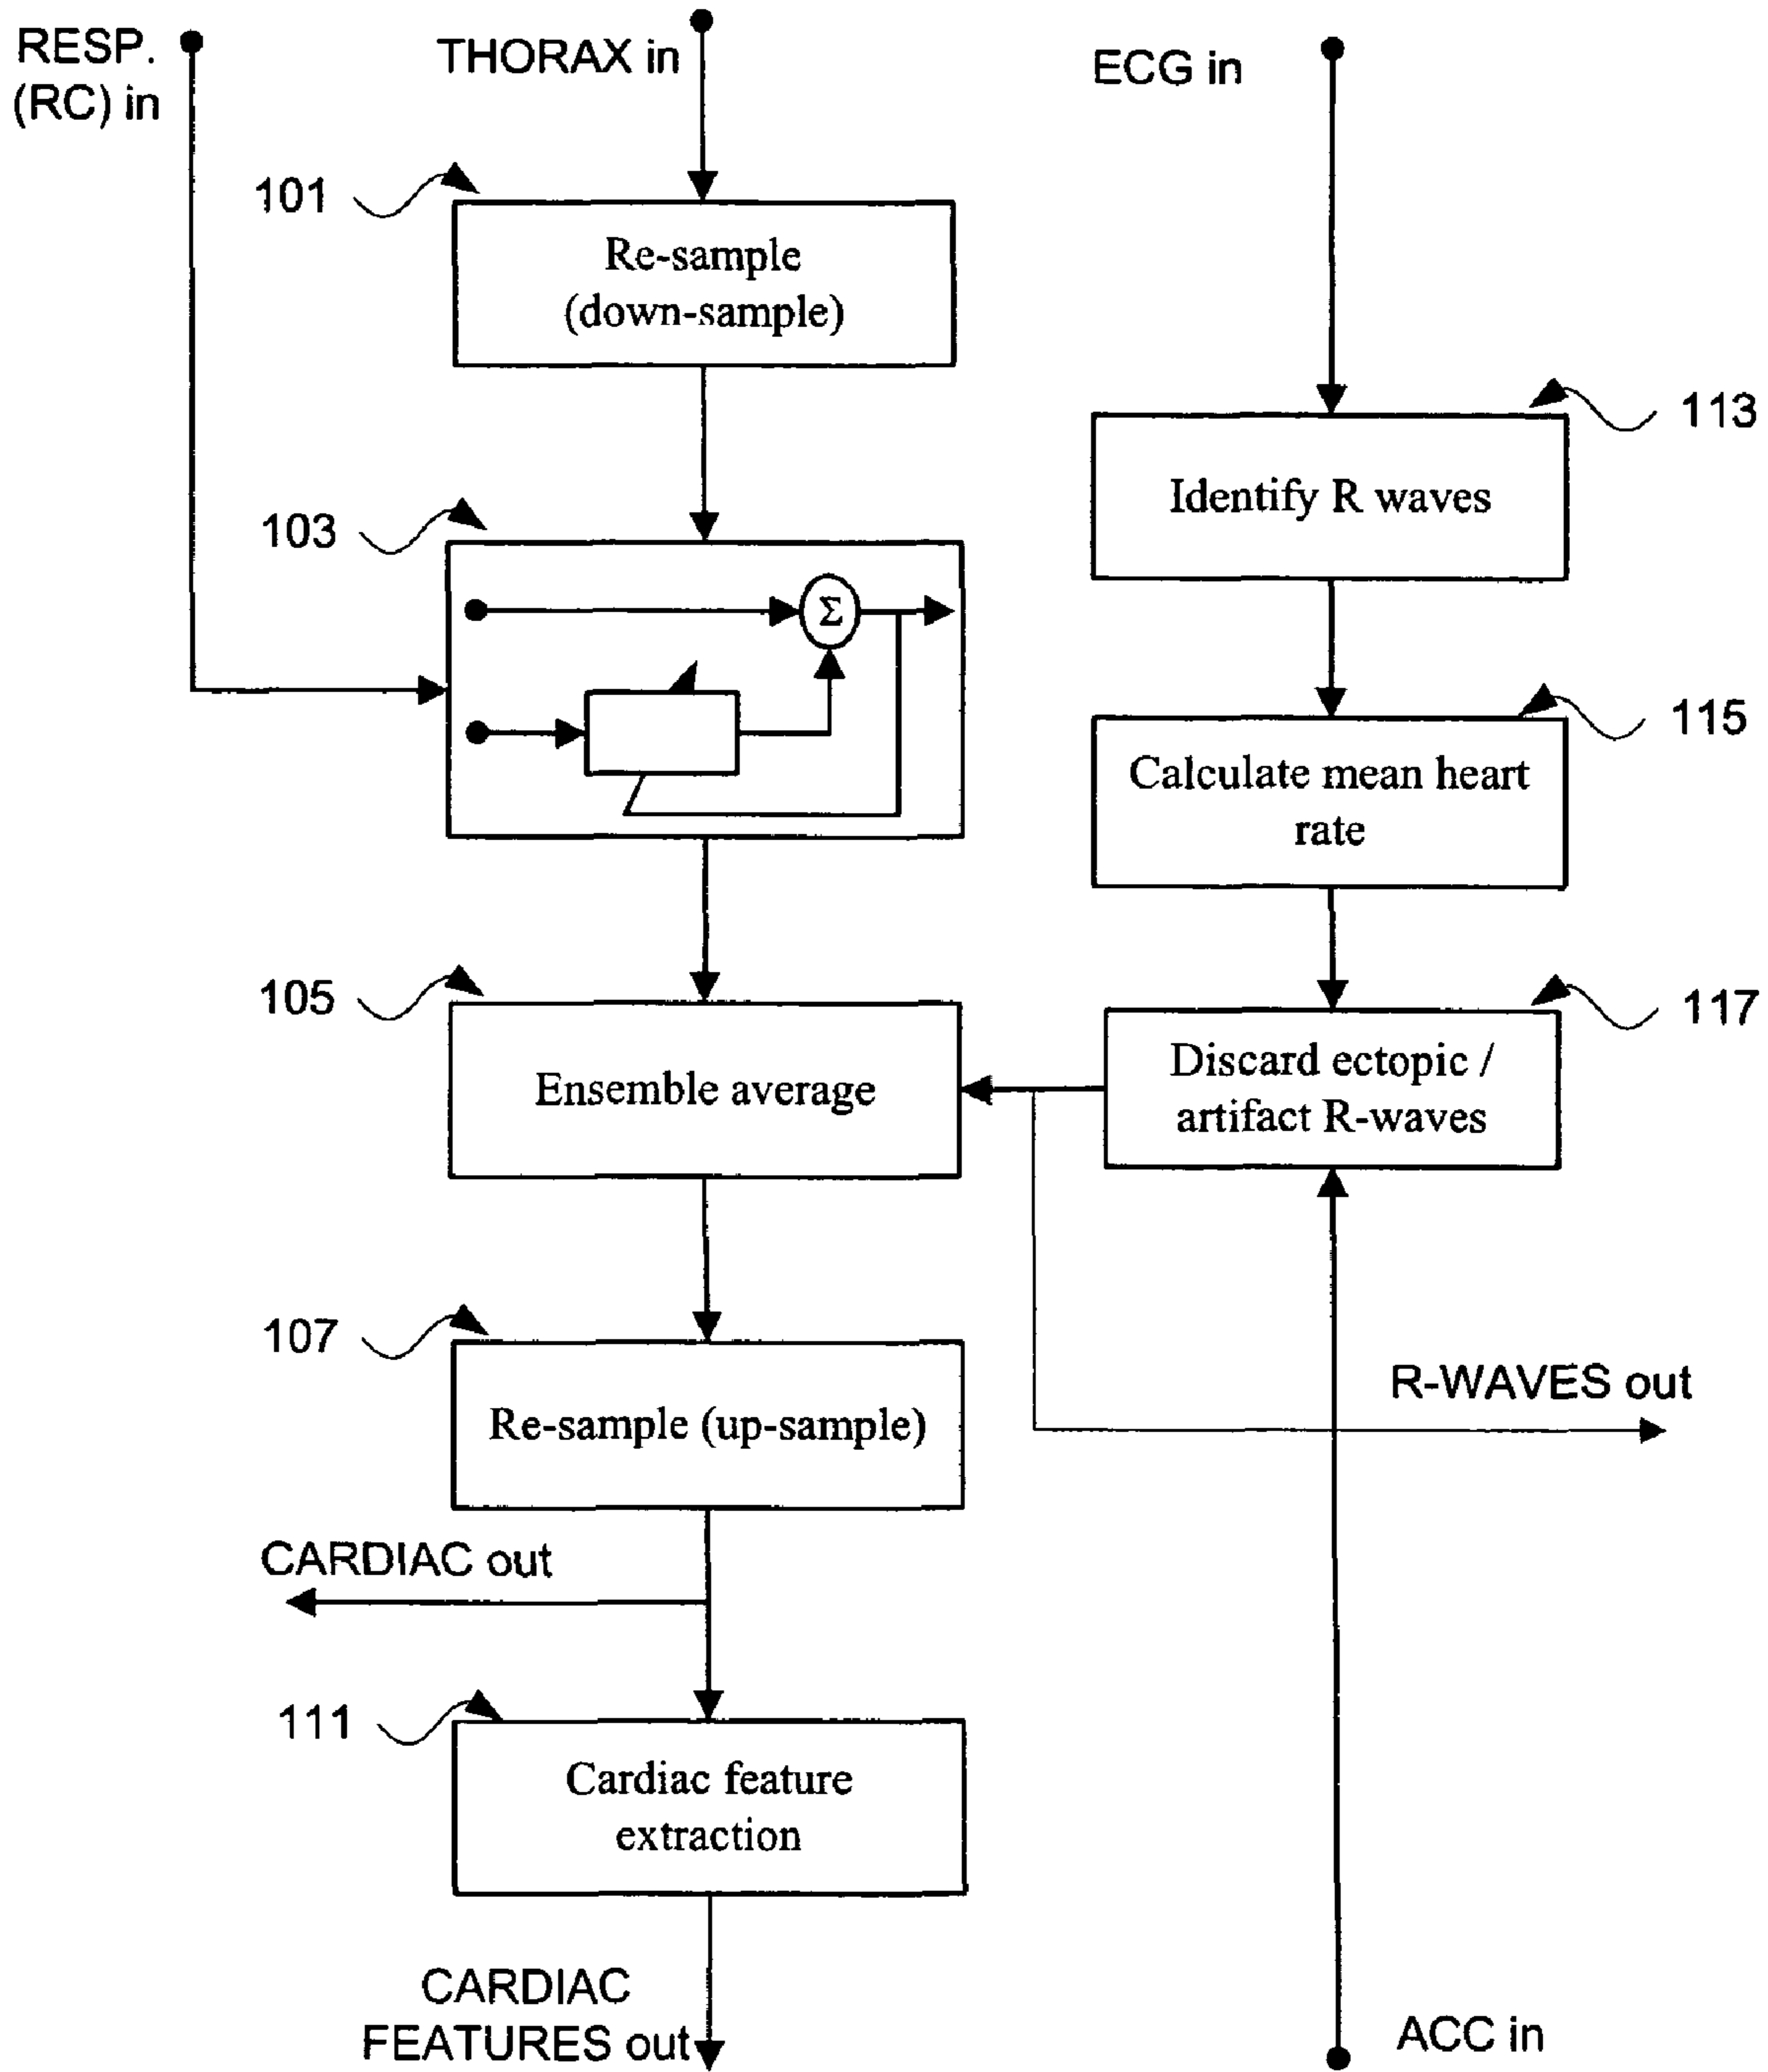 RESP.
(RC) in
THORAX in
ECG in
101
Re-sample
(down-sample)
113
Identify R waves
103
Σ
115
Calculate mean heart
rate
105
Ensemble average
117
Discard ectopic /
artifact R-waves
107
Re-sample (up-sample)
R-WAVES out
CARDIAC out
111
Cardiac feature
extraction
CARDIAC
FEATURES out
ACC in